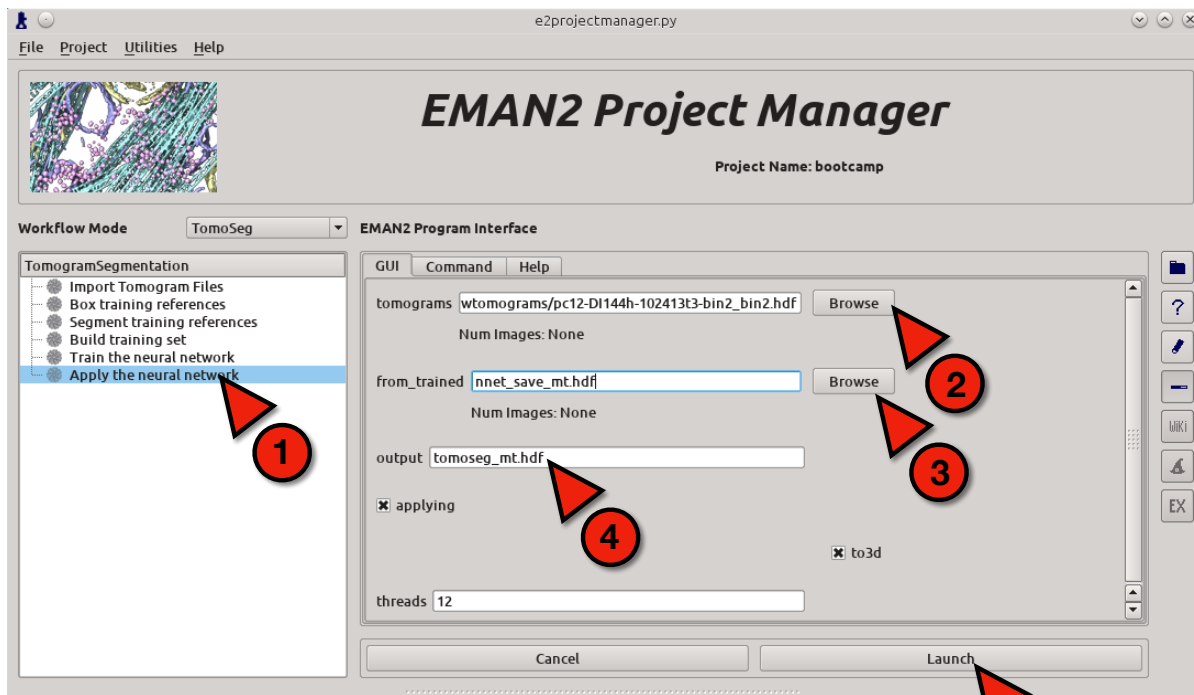 e2projectmanager.py
File Project Utilities Help
EMAN2 Project Manager
Project Name: bootcamp
Workflow Mode TomoSeg EMAN2 Program Interface
TomogramSegmentation
Import Tomogram Files
Box training references
Segment training references
Build training set
Train the neural network
Apply the neural network
1
GUI Command Help
tomograms wtomograms/pc12-DI144h-102413t3-bin2_bin2.hdf Browse
Num Images: None
2
from_trained nnet_save_mt.hdf Browse
Num Images: None
3
output tomoseg_mt.hdf
4
applying
to3d
threads 12
Cancel Launch
?
WiKi
EX